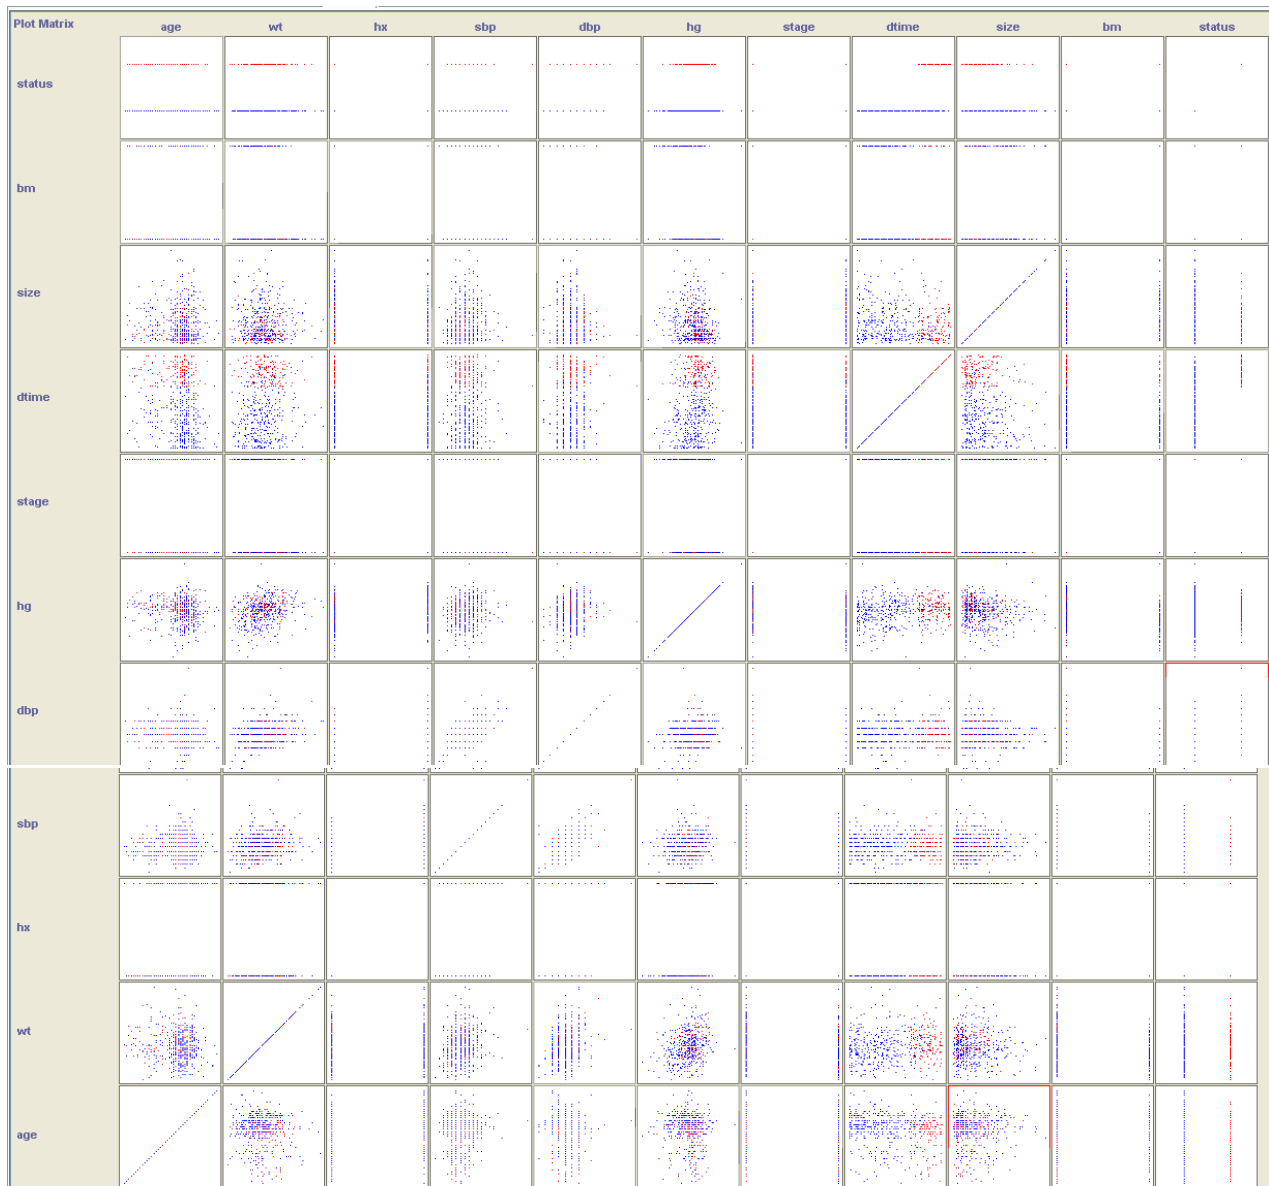 Plot Matrix age wt hx sbp dbp hg stage dtime size bm status
status
bm
size
dtime
stage
hg
dbp
sbp
hx
wt
age